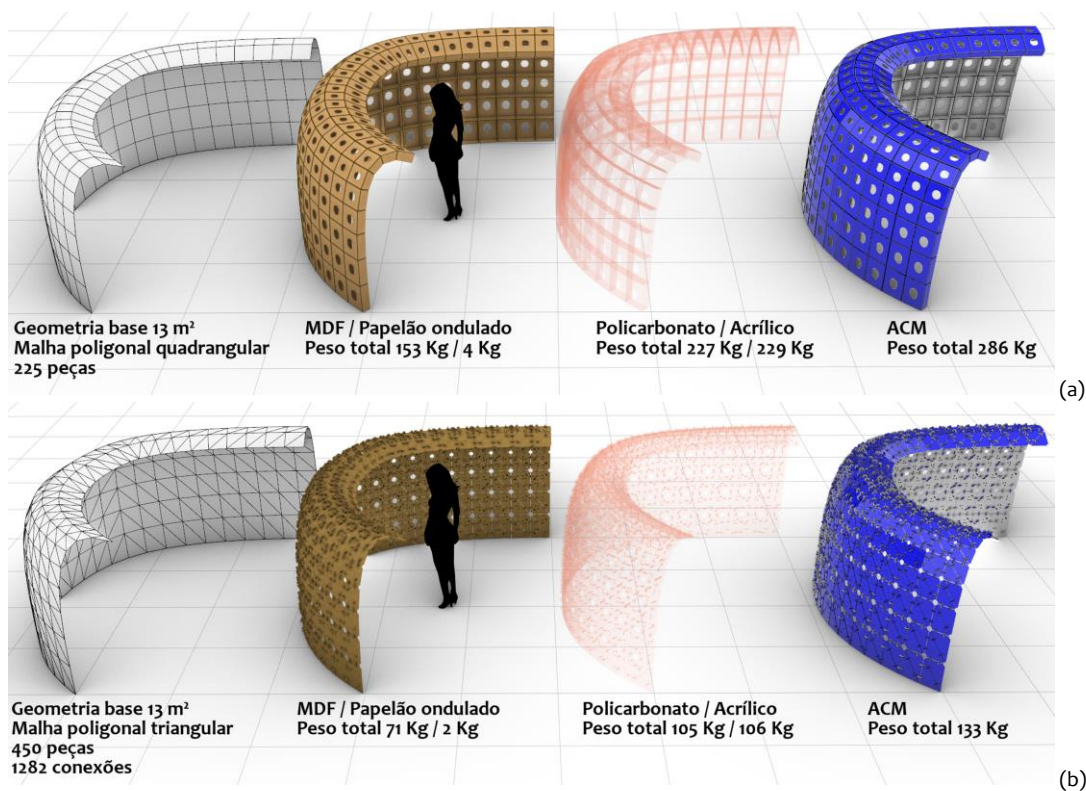 Geometria base 13 m²
Malha poligonal quadrangular
225 peças
MDF / Papelão ondulado
Peso total 153 Kg / 4 Kg
Policarbonato / Acrílico
Peso total 227 Kg / 229 Kg
ACM
Peso total 286 Kg
(a)
Geometria base 13 m²
Malha poligonal triangular
450 peças
1282 conexões
MDF / Papelão ondulado
Peso total 71 Kg / 2 Kg
Policarbonato / Acrílico
Peso total 105 Kg / 106 Kg
ACM
Peso total 133 Kg
(b)